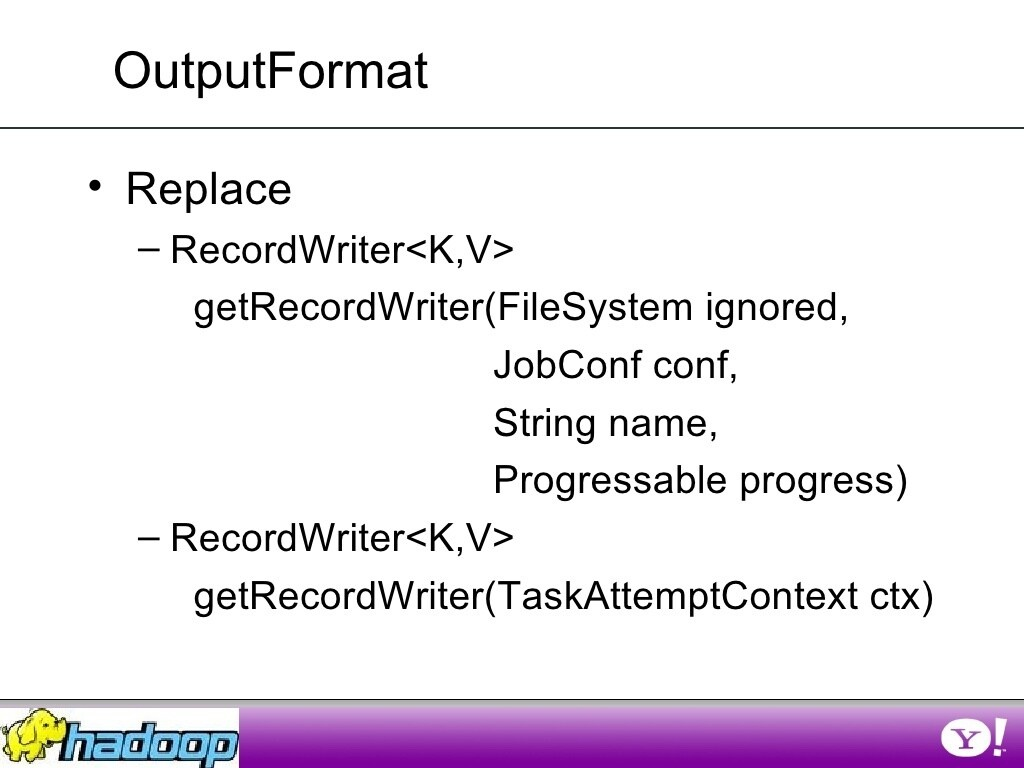 OutputFormat
• Replace
– RecordWriter<K,V>
getRecordWriter(FileSystem ignored,
JobConf conf,
String name,
Progressable progress)
– RecordWriter<K,V>
getRecordWriter(TaskAttemptContext ctx)
hadoop
Y!